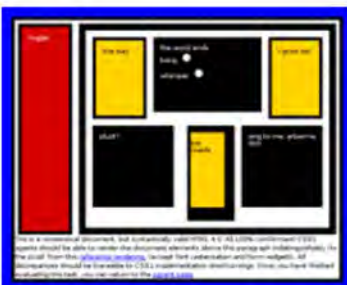 toggle
the way
the world ends
bang
whimper
i grow old
pluot?
bar maids,
sing to me, erbarme dich
This is a nonsensical document, but syntactically valid HTML 4.0. All 100% conformant CSS1
agents should be able to render the document elements above this paragraph indistinguishably (to
the pixel) from this reference rendering, (except font rasterization and form widgets). All
discrepancies should be traceable to CSS1 implementation shortcomings. Once you have finished
evaluating this test, you can return to the parent page.